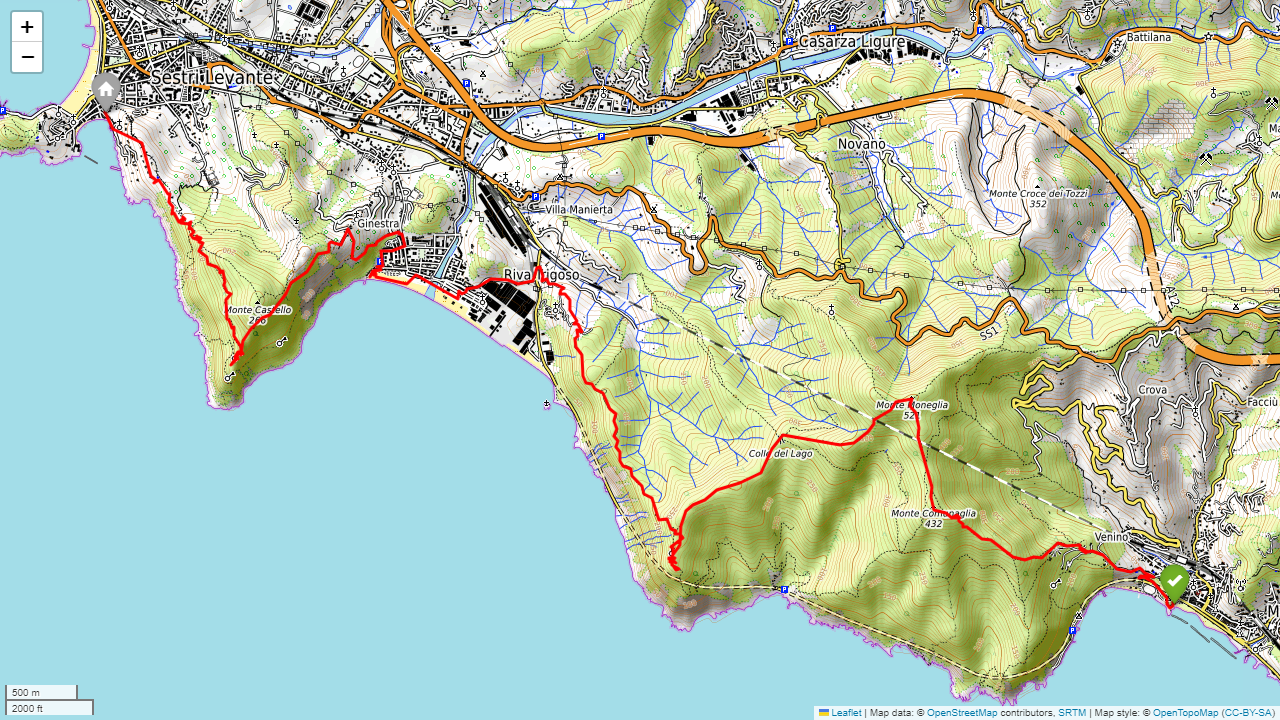 +
−
Sestri Levante
Casarza Ligure
Battilana
Novano
Monte Croce dei Tozzi
352
Villa Manierta
Ginestra
Riva Trigoso
Monte Castello
A12
SS1
Crova
Facciù
Monte Moneglia
Colle del Lago
Monte Comunaglia
432
Venino
500 m
2000 ft
Leaflet | Map data: © OpenStreetMap contributors, SRTM | Map style: © OpenTopoMap (CC-BY-SA)